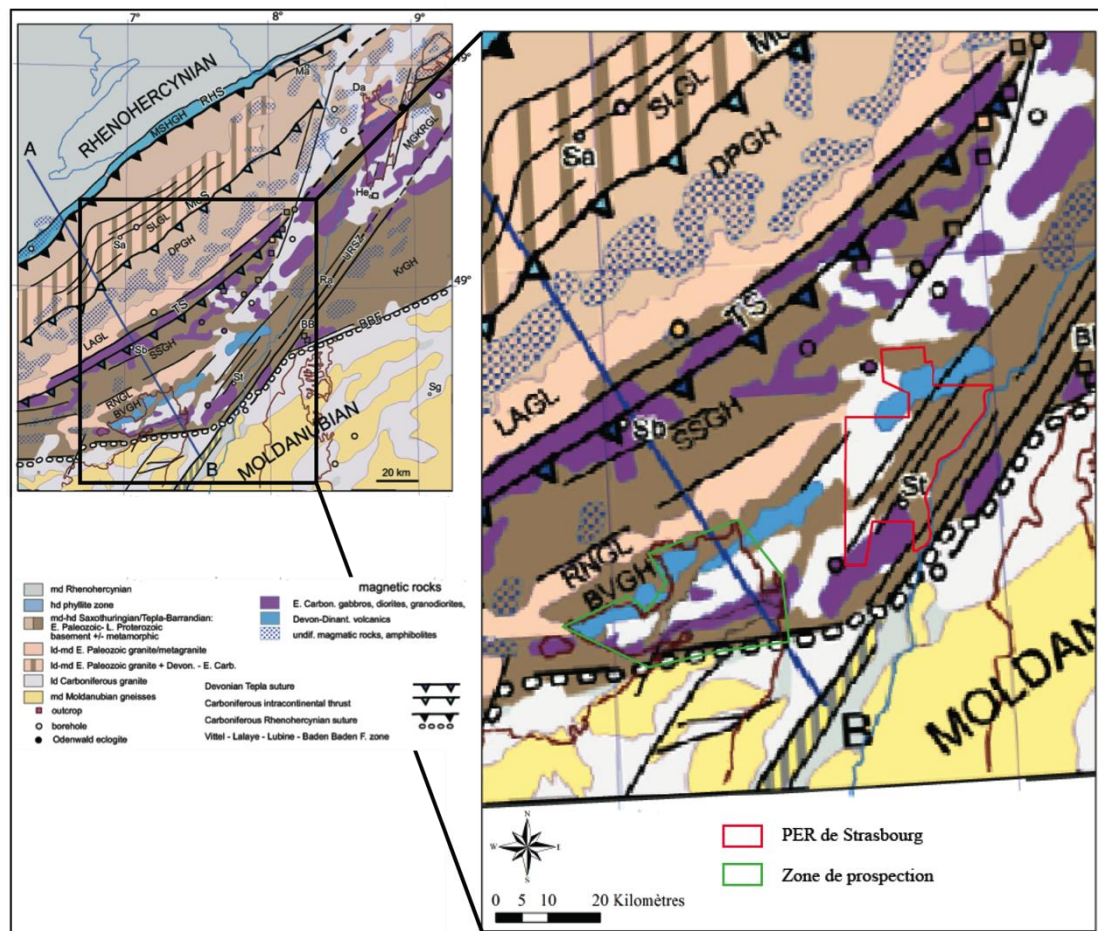 7°
8°
9°
49°
RHENOHERCYNIAN
RHS
MSHGH
A
Ma
Da
MGKRGL
He
MGS
SLGL
Sa
DPGH
JRSZ
Ra
KrGH
49°
TS
LAGL
Sb
SSGH
BB
BBF
RNGL
BVGH
St
Sg
B
MOLDANUBIAN
20 km
md Rhenohercynian
hd phyllite zone
md-hd Saxothuringian/Tepla-Barrandian:
E. Paleozoic- L. Proterozoic
basement +/- metamorphic
ld-md E. Paleozoic granite/metagranite
ld-md E. Paleozoic granite + Devon. - E. Carb.
ld Carboniferous granite
md Moldanubian gneisses
outcrop
borehole
Odenwald eclogite
magnetic rocks
E. Carbon. gabbros, diorites, granodiorites,
Devon-Dinant. volcanics
undif. magmatic rocks, amphibolites
Devonian Tepla suture
Carboniferous intracontinental thrust
Carboniferous Rhenohercynian suture
Vittel - Lalaye - Lubine - Baden Baden F. zone
SLGL
Sa
DPGH
TS
LAGL
Sb
SSGH
St
RNGL
BVGH
B
MOLDAN
N
W
E
S
0 5 10 20 Kilomètres
PER de Strasbourg
Zone de prospection